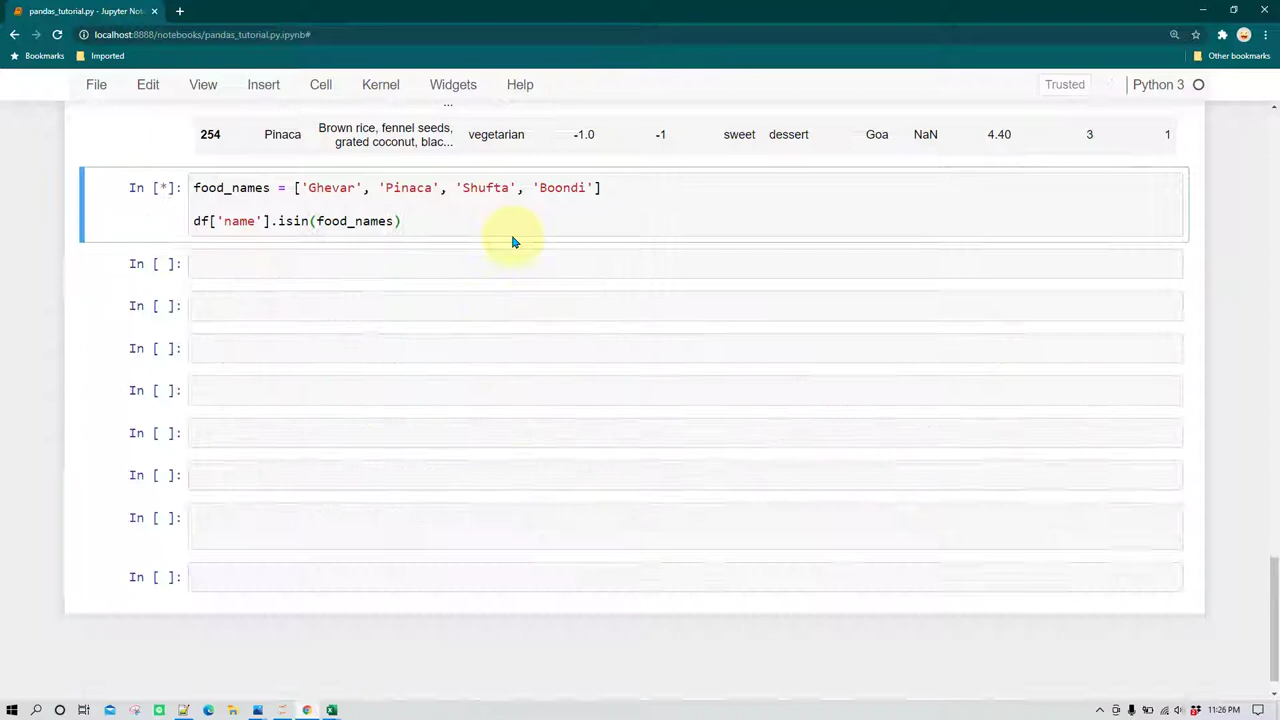 pandas_tutorial.py - Jupyter Note
localhost:8888/notebooks/pandas_tutorial.py.ipynb#
Bookmarks
Imported
Other bookmarks
File
Edit
View
Insert
Cell
Kernel
Widgets
Help
Trusted
Python 3
...
254 Pinaca Brown rice, fennel seeds, vegetarian -1.0 -1 sweet dessert Goa NaN 4.40 3 1
grated coconut, blac...
In [*]: food_names = ['Ghevar', 'Pinaca', 'Shufta', 'Boondi']
df['name'].isin(food_names)
In [ ]:
In [ ]:
In [ ]:
In [ ]:
In [ ]:
In [ ]:
In [ ]:
In [ ]:
11:26 PM